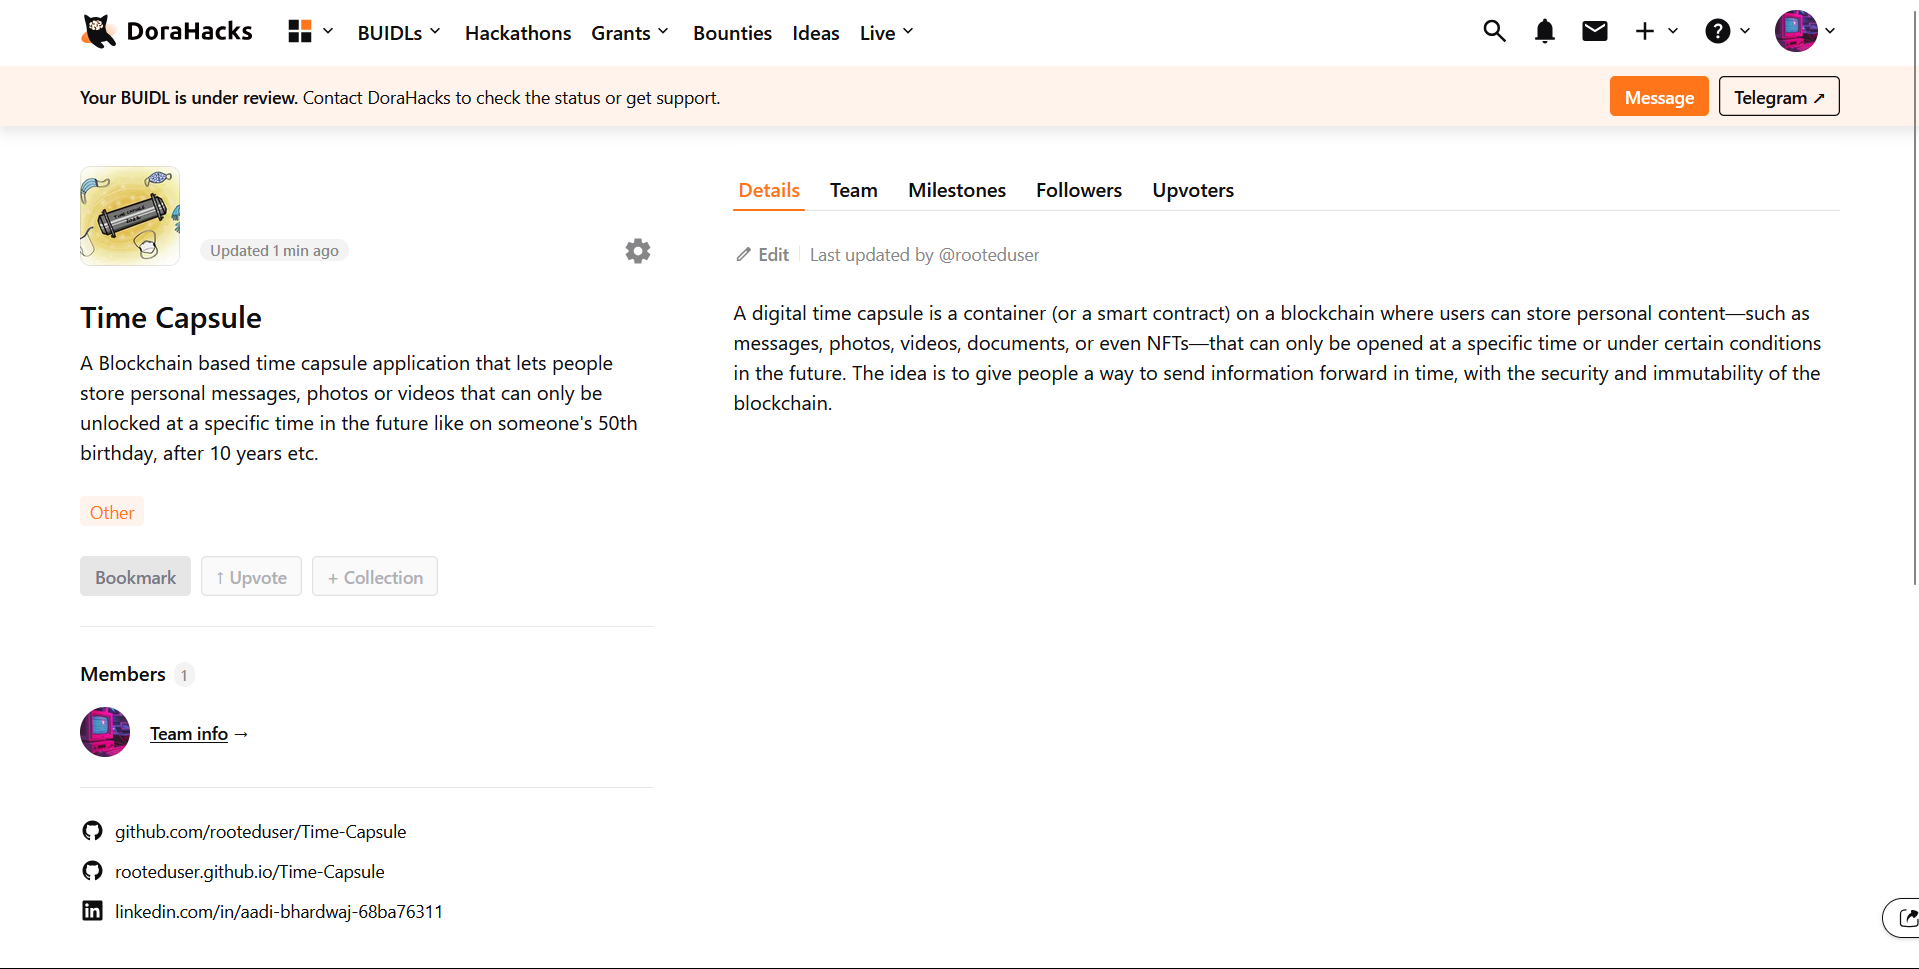 DoraHacks
BUIDLs
Hackathons
Grants
Bounties
Ideas
Live
Your BUIDL is under review. Contact DoraHacks to check the status or get support.
Message
Telegram ↗
TIME CAPSULE
Updated 1 min ago
Time Capsule
A Blockchain based time capsule application that lets people
store personal messages, photos or videos that can only be
unlocked at a specific time in the future like on someone's 50th
birthday, after 10 years etc.
Other
Bookmark
↑ Upvote
+ Collection
Members 1
Team info →
github.com/rooteduser/Time-Capsule
rooteduser.github.io/Time-Capsule
linkedin.com/in/aadi-bhardwaj-68ba76311
Details
Team
Milestones
Followers
Upvoters
Edit
Last updated by @rooteduser
A digital time capsule is a container (or a smart contract) on a blockchain where users can store personal content—such as
messages, photos, videos, documents, or even NFTs—that can only be opened at a specific time or under certain conditions
in the future. The idea is to give people a way to send information forward in time, with the security and immutability of the
blockchain.